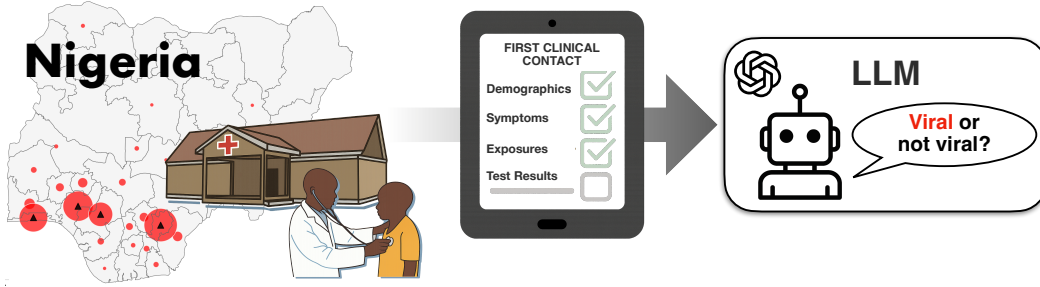 Nigeria
FIRST CLINICAL
CONTACT
Demographics
Symptoms
Exposures
Test Results
LLM
Viral or
not viral?